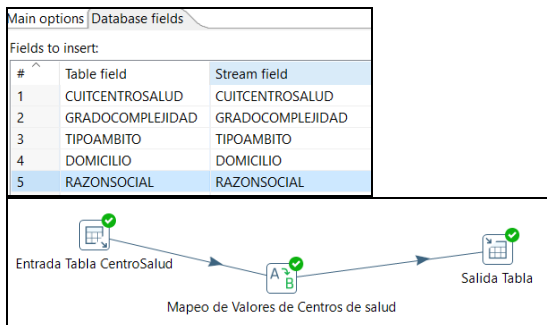 Main options Database fields
Fields to insert:
# Table field Stream field
1 CUITCENTROSALUD CUITCENTROSALUD
2 GRADOCOMPLEJIDAD GRADOCOMPLEJIDAD
3 TIPOAMBITO TIPOAMBITO
4 DOMICILIO DOMICILIO
5 RAZONSOCIAL RAZONSOCIAL
Entrada Tabla CentroSalud
A
B
Salida Tabla
Mapeo de Valores de Centros de salud